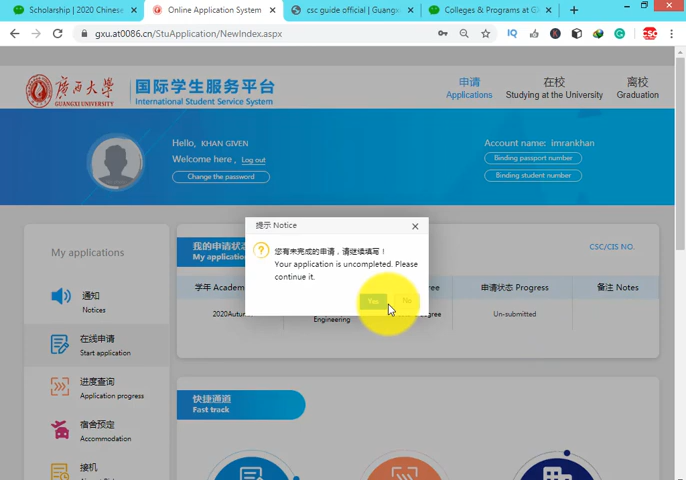 Scholarship | 2020 Chinese
Online Application System
csc guide official | Guangxi
Colleges & Programs at G
gxu.at0086.cn/StuApplication/NewIndex.aspx
IQ
CSC
廣西大學
GUANGXI UNIVERSITY
国际学生服务平台
International Student Service System
申请
Applications
在校
Studying at the University
离校
Graduation
Hello, KHAN GIVEN
Welcome here , Log out
Change the password
Account name: imrankhan
Binding passport number
Binding student number
My applications
通知
Notices
在线申请
Start application
进度查询
Application progress
宿舍预定
Accommodation
接机
我的申请状
My applica
CSC/CIS NO.
学年 Academ
ree
申请状态 Progress
备注 Notes
2020Autu
Engineering
gree
Un-submitted
提示 Notice
您有未完成的申请，请继续填写！
Your application is uncompleted. Please
continue it.
Yes
No
快捷通道
Fast track